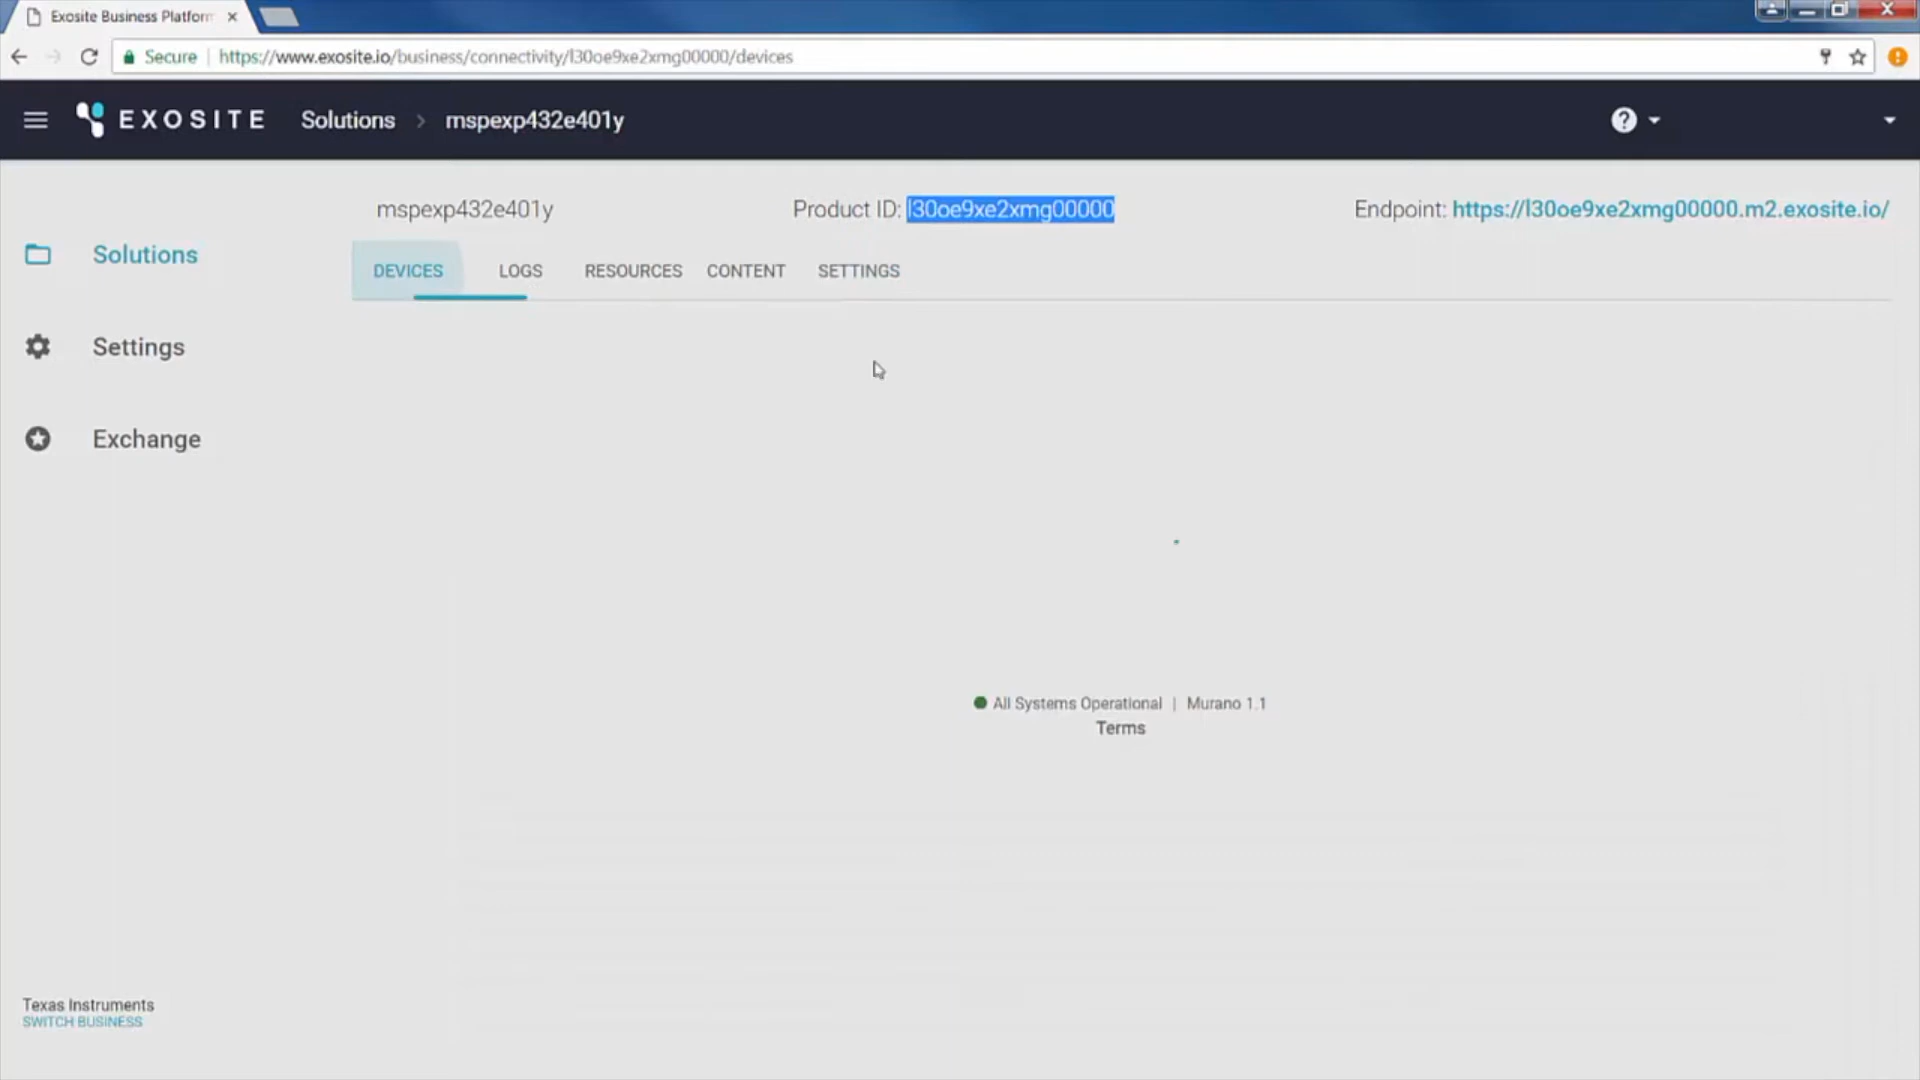 Exosite Business Platform
Secure | https://www.exosite.io/business/connectivity/l30oe9xe2xmg00000/devices
EXOSITE Solutions > mspexp432e401y ?
mspexp432e401y Product ID: l30oe9xe2xmg00000 Endpoint: https://l30oe9xe2xmg00000.m2.exosite.io/
Solutions
DEVICES LOGS RESOURCES CONTENT SETTINGS
Settings
Exchange
All Systems Operational | Murano 1.1
Terms
Texas Instruments
SWITCH BUSINESS